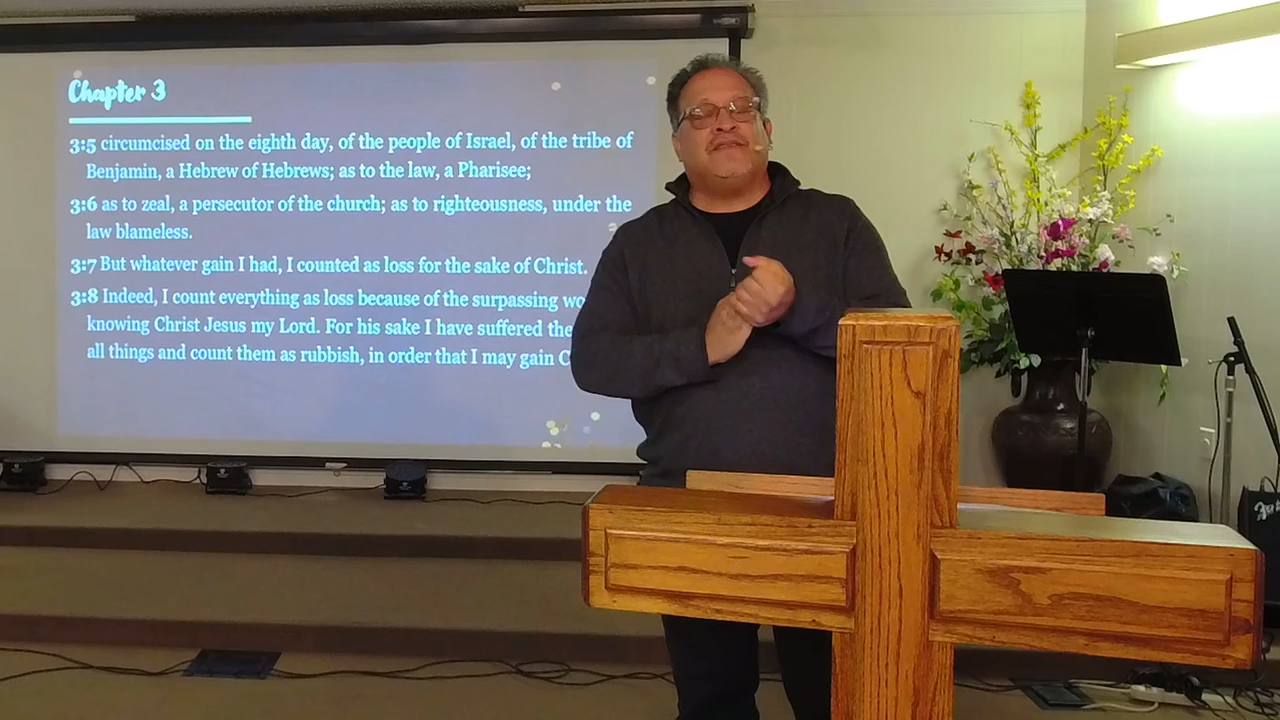 Chapter 3
3:5 circumcised on the eighth day, of the people of Israel, of the tribe of
Benjamin, a Hebrew of Hebrews; as to the law, a Pharisee;
3:6 as to zeal, a persecutor of the church; as to righteousness, under the
law blameless.
3:7 But whatever gain I had, I counted as loss for the sake of Christ.
3:8 Indeed, I count everything as loss because of the surpassing wo
knowing Christ Jesus my Lord. For his sake I have suffered the
all things and count them as rubbish, in order that I may gain C